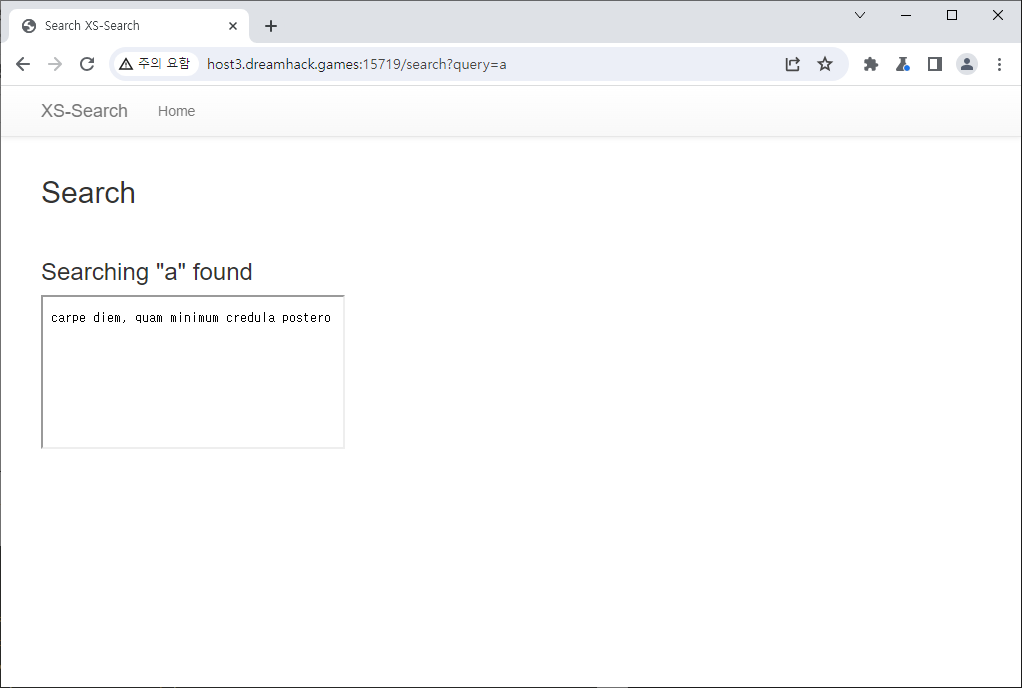 Search XS-Search
주의 요함 host3.dreamhack.games:15719/search?query=a
XS-Search Home
Search
Searching "a" found
carpe diem, quam minimum credula postero